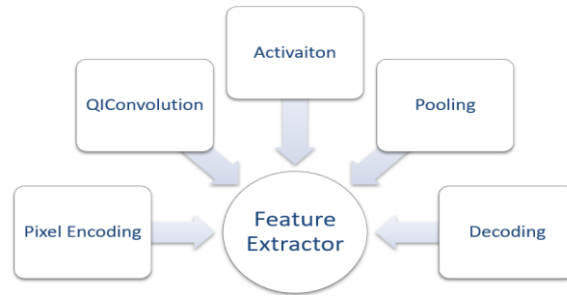 Activaiton
QIConvolution
Pooling
Pixel Encoding
Feature
Extractor
Decoding